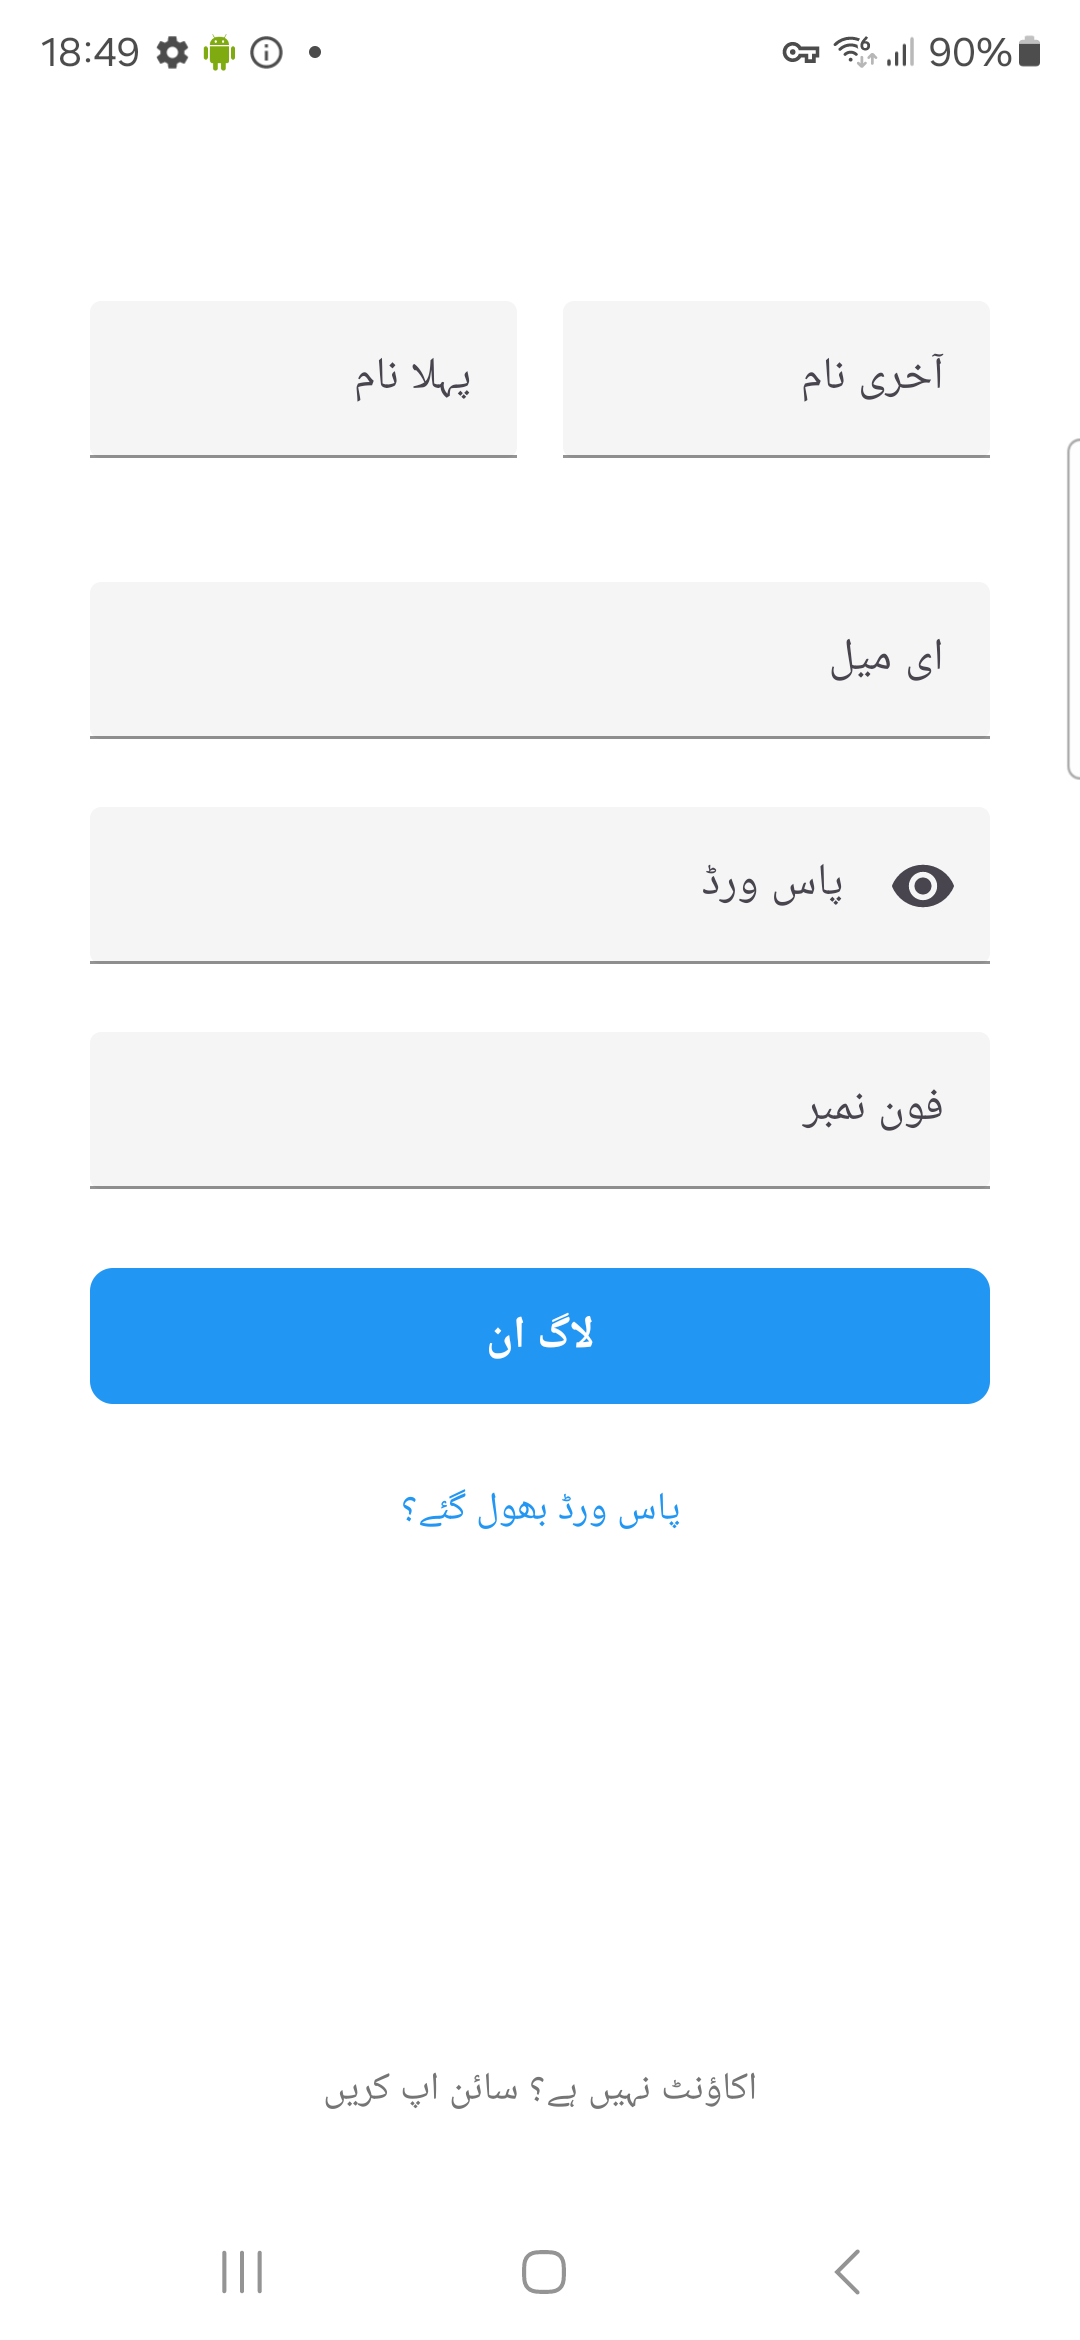 18:49
90%
آخری نام
پہلا نام
ای میل
پاس ورڈ
فون نمبر
لاگ ان
پاس ورڈ بھول گئے؟
اکاؤنٹ نہیں ہے؟ سائن اپ کریں